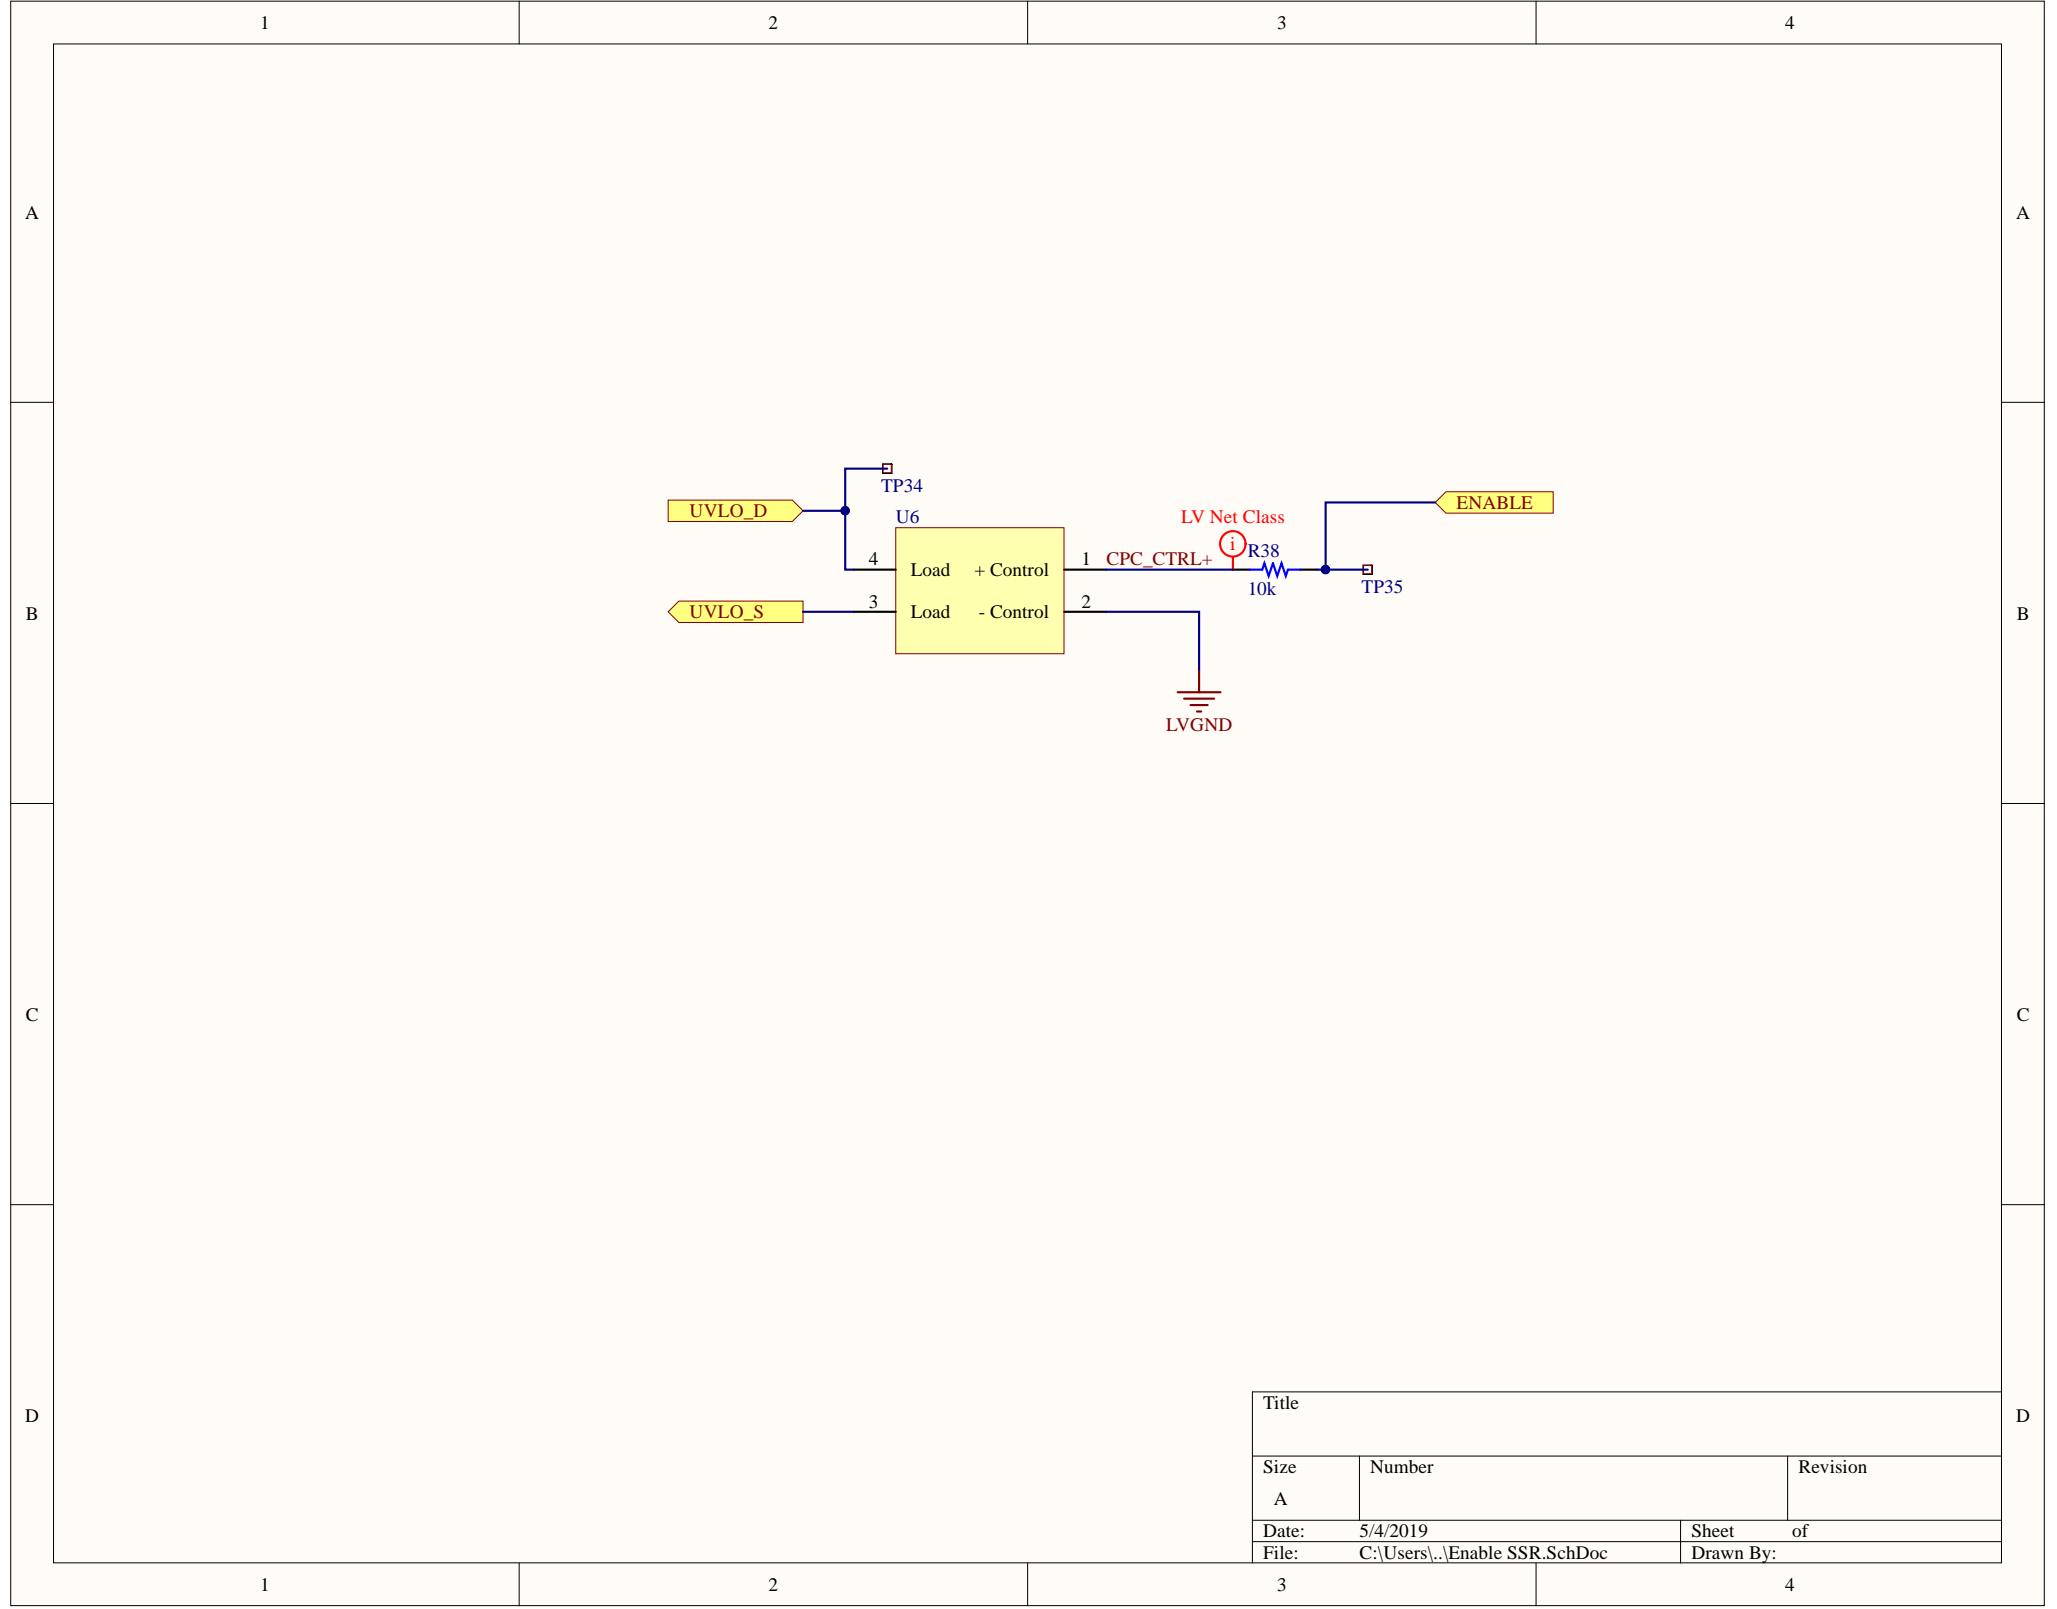 1 2 3 4
A A
TP34
UVLO_D
U6
LV Net Class
ENABLE
4 Load + Control 1 CPC_CTRL+ i R38
10k
TP35
UVLO_S 3 Load - Control 2
B B
LVGND
C C
Title
D D
Size Number Revision
A
Date: 5/4/2019 Sheet of
File: C:\Users\..\Enable SSR.SchDoc Drawn By:
1 2 3 4